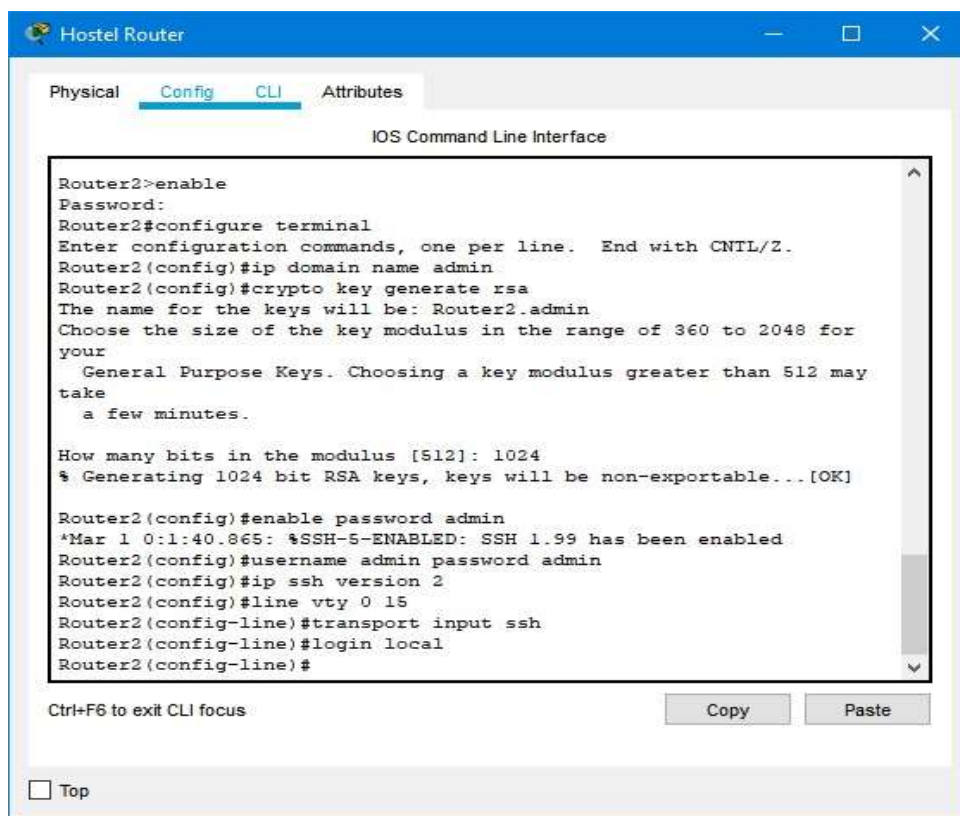 Hostel Router
Physical Config CLI Attributes
IOS Command Line Interface
Router2>enable
Password:
Router2#configure terminal
Enter configuration commands, one per line.  End with CNTL/Z.
Router2(config)#ip domain name admin
Router2(config)#crypto key generate rsa
The name for the keys will be: Router2.admin
Choose the size of the key modulus in the range of 360 to 2048 for
your
  General Purpose Keys. Choosing a key modulus greater than 512 may
take
  a few minutes.
How many bits in the modulus [512]: 1024
% Generating 1024 bit RSA keys, keys will be non-exportable...[OK]
Router2(config)#enable password admin
*Mar 1 0:1:40.865: %SSH-5-ENABLED: SSH 1.99 has been enabled
Router2(config)#username admin password admin
Router2(config)#ip ssh version 2
Router2(config)#line vty 0 15
Router2(config-line)#transport input ssh
Router2(config-line)#login local
Router2(config-line)#
Ctrl+F6 to exit CLI focus
Copy Paste
Top